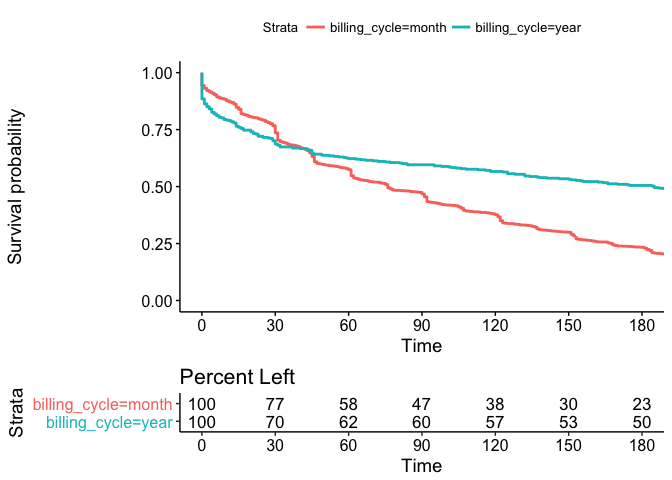 Strata billing_cycle=month billing_cycle=year
Survival probability
1.00
0.75
0.50
0.25
0.00
0 30 60 90 120 150 180
Time
Percent Left
Strata
billing_cycle=month 100 77 58 47 38 30 23
billing_cycle=year 100 70 62 60 57 53 50
0 30 60 90 120 150 180
Time